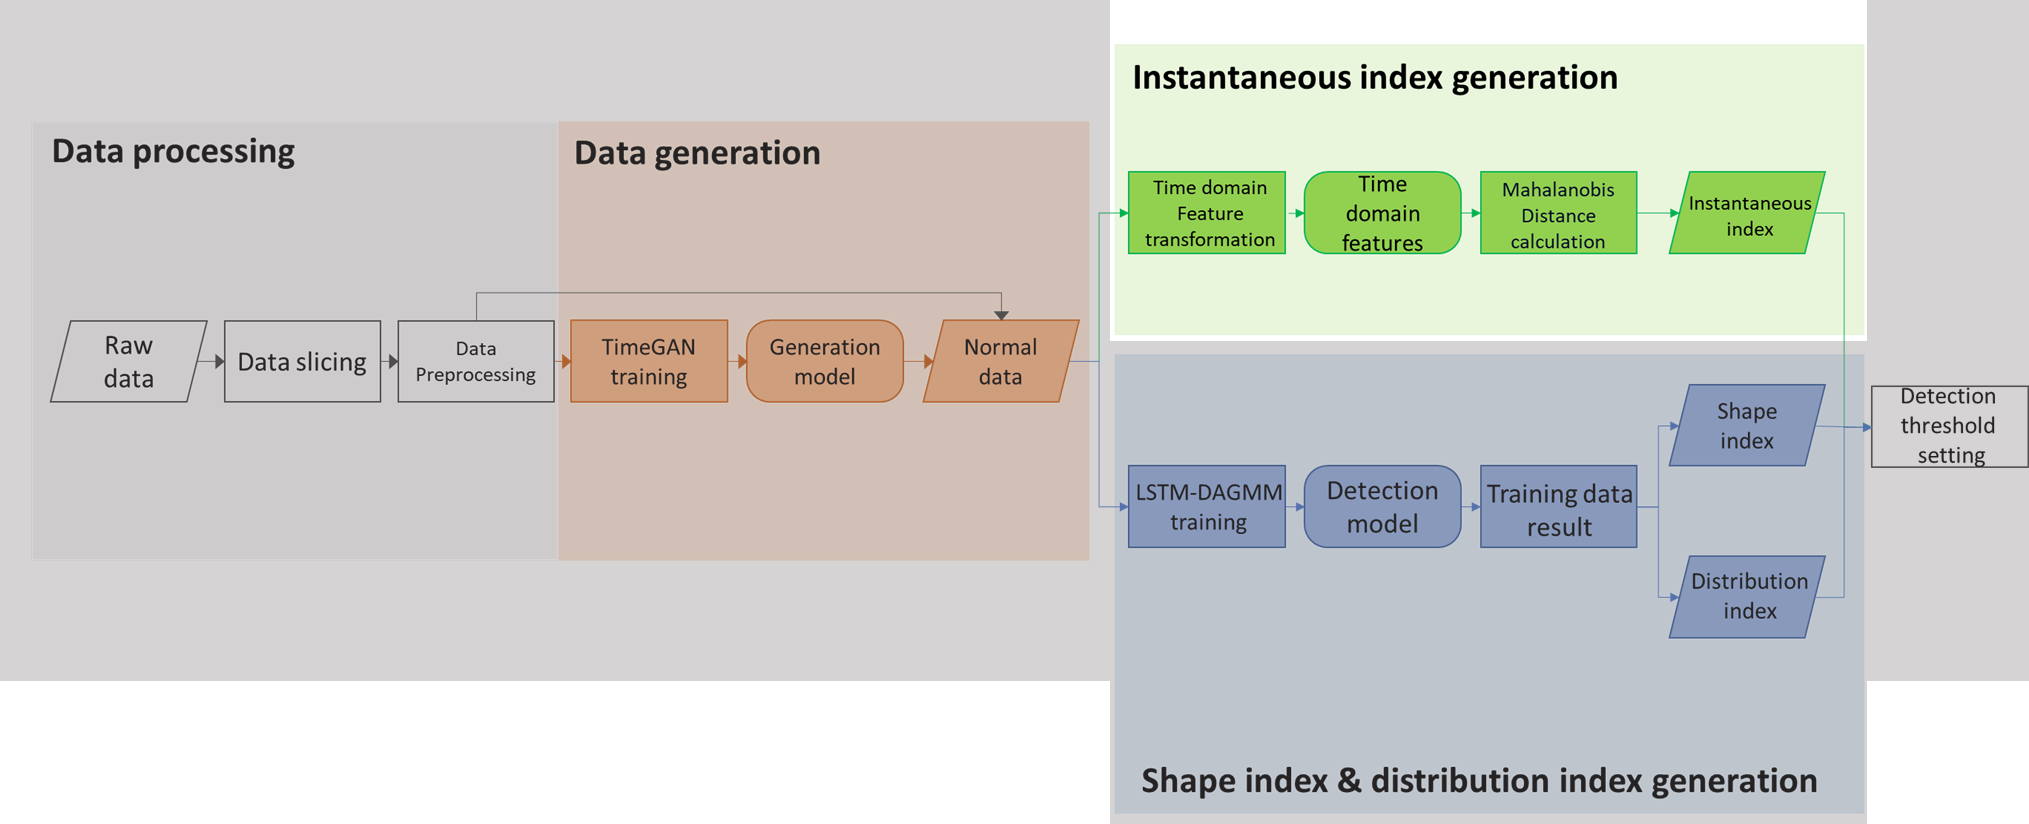 Data processing
Raw
data
Data slicing
Data
Preprocessing
Data generation
TimeGAN
training
Generation
model
Normal
data
Instantaneous index generation
Time domain
Feature
transformation
Time
domain
features
Mahalanobis
Distance
calculation
Instantaneous
index
LSTM-DAGMM
training
Detection
model
Training data
result
Shape
index
Distribution
index
Shape index & distribution index generation
Detection
threshold
setting